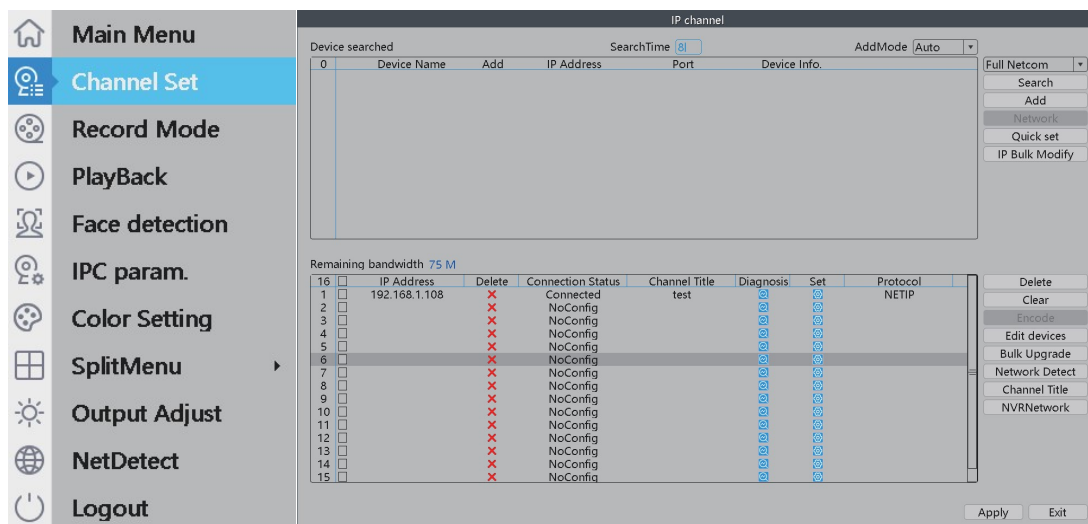 Main Menu
Channel Set
Record Mode
PlayBack
Face detection
IPC param.
Color Setting
SplitMenu
Output Adjust
NetDetect
Logout
IP channel
Device searched SearchTime 8 AddMode Auto
0 Device Name Add IP Address Port Device Info.
Full Netcom
Search
Add
Network
Quick set
IP Bulk Modify
Remaining bandwidth 75 M
16 IP Address Delete Connection Status Channel Title Diagnosis Set Protocol
1 192.168.1.108 Connected test NETIP
2 NoConfig
3 NoConfig
4 NoConfig
5 NoConfig
6 NoConfig
7 NoConfig
8 NoConfig
9 NoConfig
10 NoConfig
11 NoConfig
12 NoConfig
13 NoConfig
14 NoConfig
15 NoConfig
Delete
Clear
Encode
Edit devices
Bulk Upgrade
Network Detect
Channel Title
NVRNetwork
Apply Exit